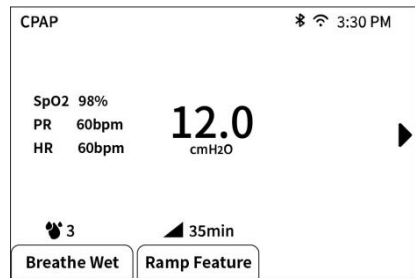 CPAP 3:30 PM
SpO2 98%
PR 60bpm
HR 60bpm
12.0
cmH2O
3 35min
Breathe Wet Ramp Feature